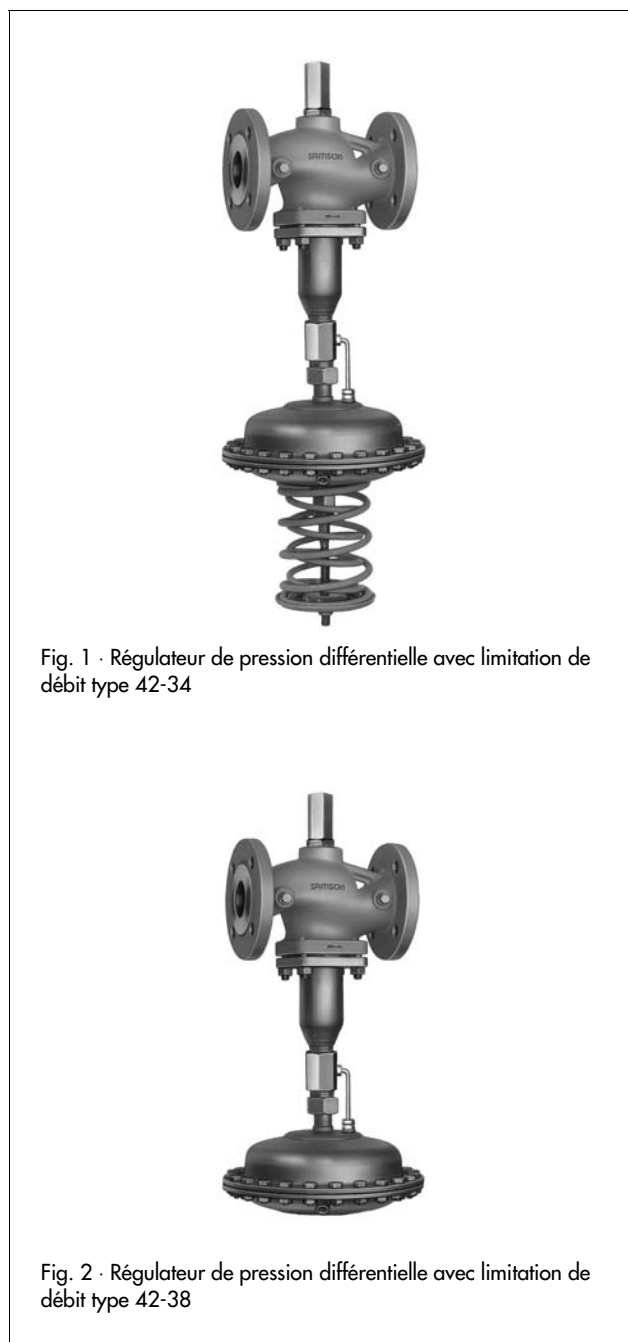 SAMSON
Fig. 1 · Régulateur de pression différentielle avec limitation de
débit type 42-34
SAMSON
Fig. 2 · Régulateur de pression différentielle avec limitation de
débit type 42-38